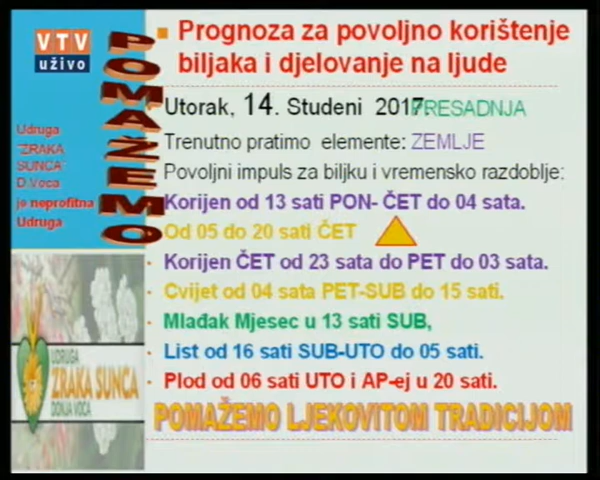 VTV
uživo
POMAŽEMO
Udruga
"ZRAKA
SUNCA"
D.Voca
je neprofitna
Udruga
UDRUGA
ZRAKA SUNCA
DONJA VOĆA
Prognoza za povoljno korištenje
biljaka i djelovanje na ljude
Utorak, 14. Studeni 2017. PRESADNJA
Trenutno pratimo elemente: ZEMLJE
Povoljni impuls za biljku i vremensko razdoblje:
Korijen od 13 sati PON- ČET do 04 sata.
Od 05 do 20 sati ČET
Korijen ČET od 23 sata do PET do 03 sata.
Cvijet od 04 sata PET-SUB do 15 sati.
Mlađak Mjesec u 13 sati SUB,
List od 16 sati SUB-UTO do 05 sati.
Plod od 06 sati UTO i AP-ej u 20 sati.
POMAŽEMO LJEKOVITOM TRADICIJOM